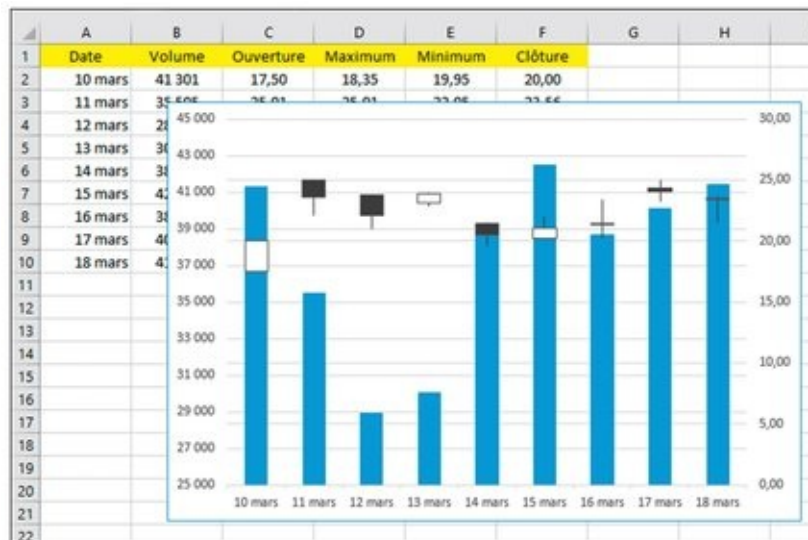 A B C D E F G H
1 Date Volume Ouverture Maximum Minimum Clôture
2 10 mars 41 301 17,50 18,35 19,95 20,00
3 11 mars
4 12 mars
5 13 mars
6 14 mars
7 15 mars
8 16 mars
9 17 mars
10 18 mars
11
12
13
14
15
16
17
18
19
20
21
22
45 000 30,00
43 000
41 000 25,00
39 000
20,00
37 000
35 000 15,00
33 000
10,00
31 000
29 000 5,00
27 000
25 000 0,00
10 mars 11 mars 12 mars 13 mars 14 mars 15 mars 16 mars 17 mars 18 mars